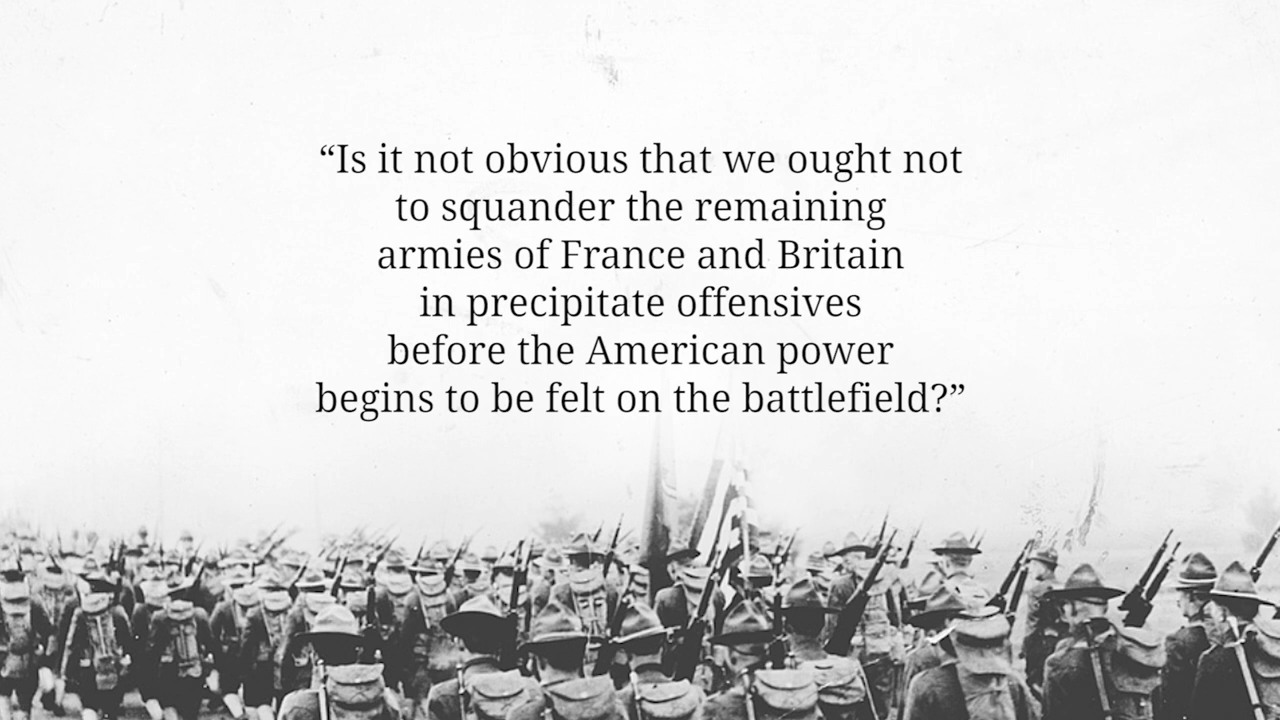 “Is it not obvious that we ought not
to squander the remaining
armies of France and Britain
in precipitate offensives
before the American power
begins to be felt on the battlefield?”